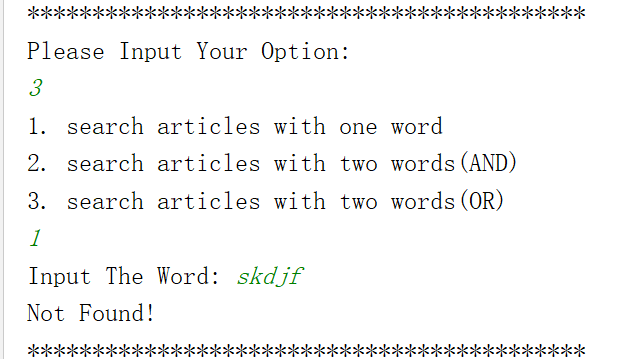 *******************************************
Please Input Your Option:
3
1. search articles with one word
2. search articles with two words(AND)
3. search articles with two words(OR)
1
Input The Word: skdjf
Not Found!
*******************************************